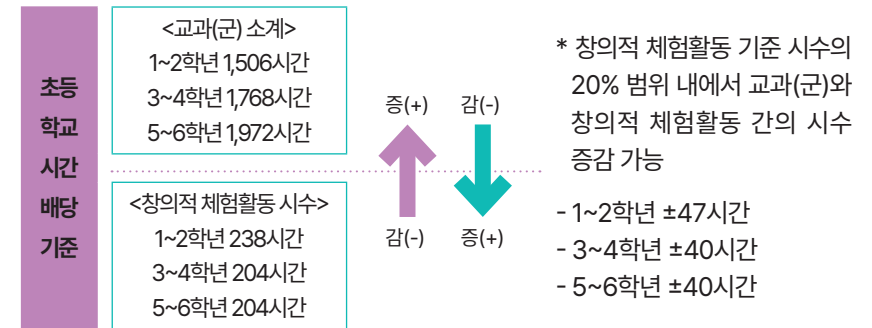 초등
학교
시간
배당
기준
<교과(군) 소계>
1~2학년 1,506시간
3~4학년 1,768시간
5~6학년 1,972시간
<창의적 체험활동 시수>
1~2학년 238시간
3~4학년 204시간
5~6학년 204시간
증(+) 감(-)
감(-) 증(+)
* 창의적 체험활동 기준 시수의
20% 범위 내에서 교과(군)와
창의적 체험활동 간의 시수
증감 가능
- 1~2학년 ±47시간
- 3~4학년 ±40시간
- 5~6학년 ±40시간